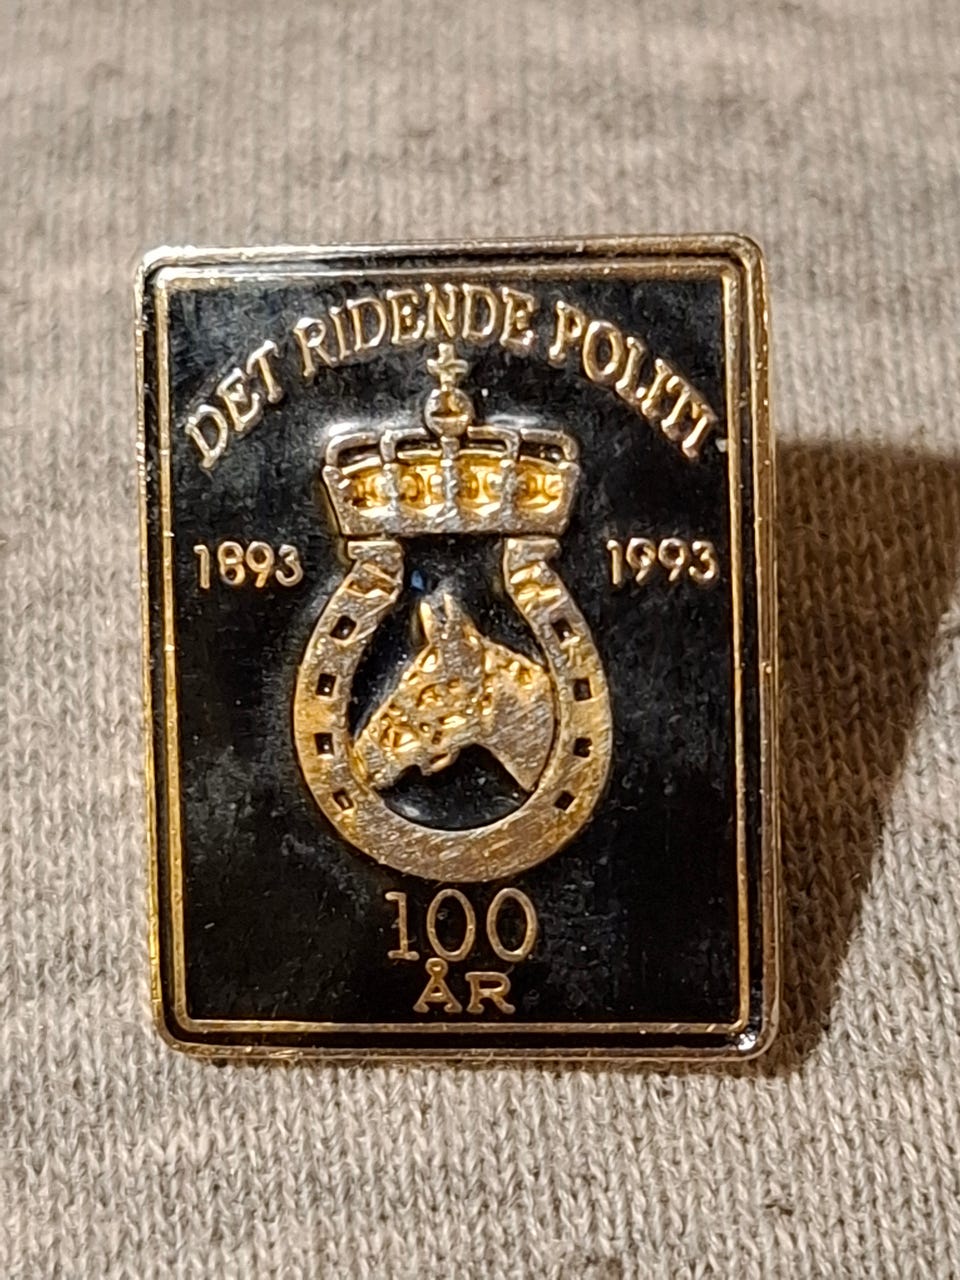 DET RIDENDE POLITI
1893 1993
100
ÅR